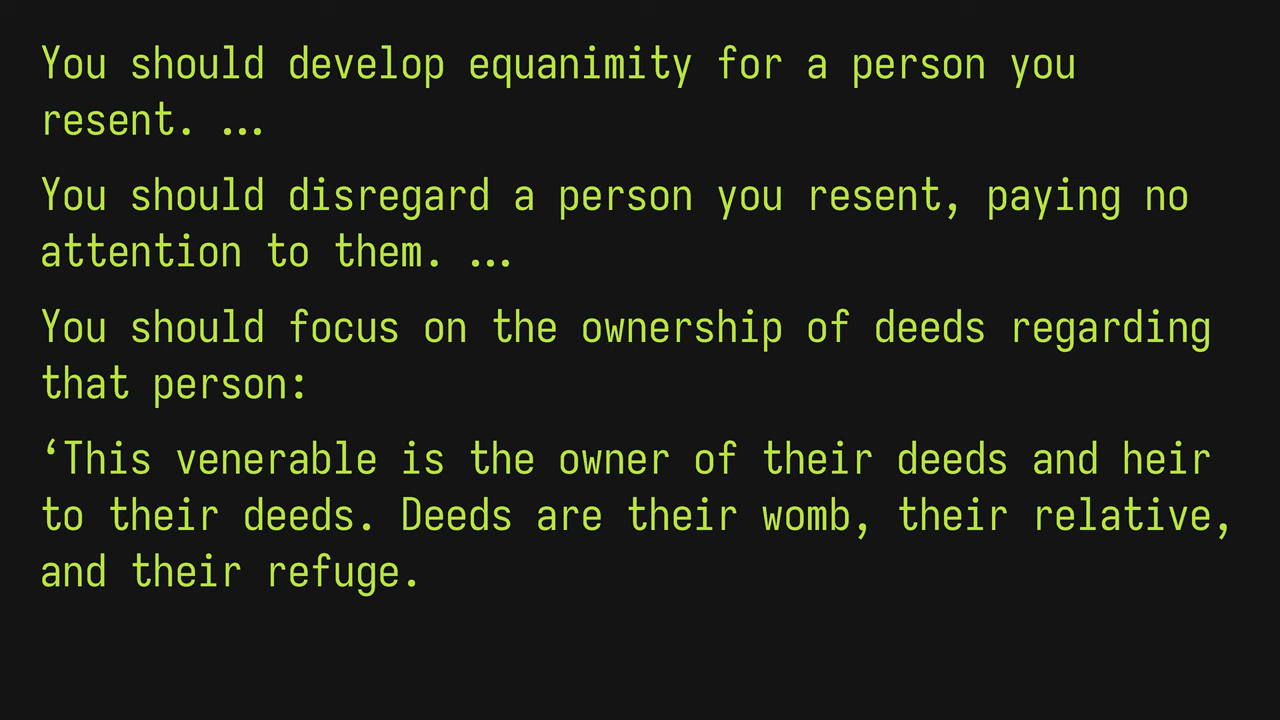 You should develop equanimity for a person you
resent. …
You should disregard a person you resent, paying no
attention to them. …
You should focus on the ownership of deeds regarding
that person:
‘This venerable is the owner of their deeds and heir
to their deeds. Deeds are their womb, their relative,
and their refuge.